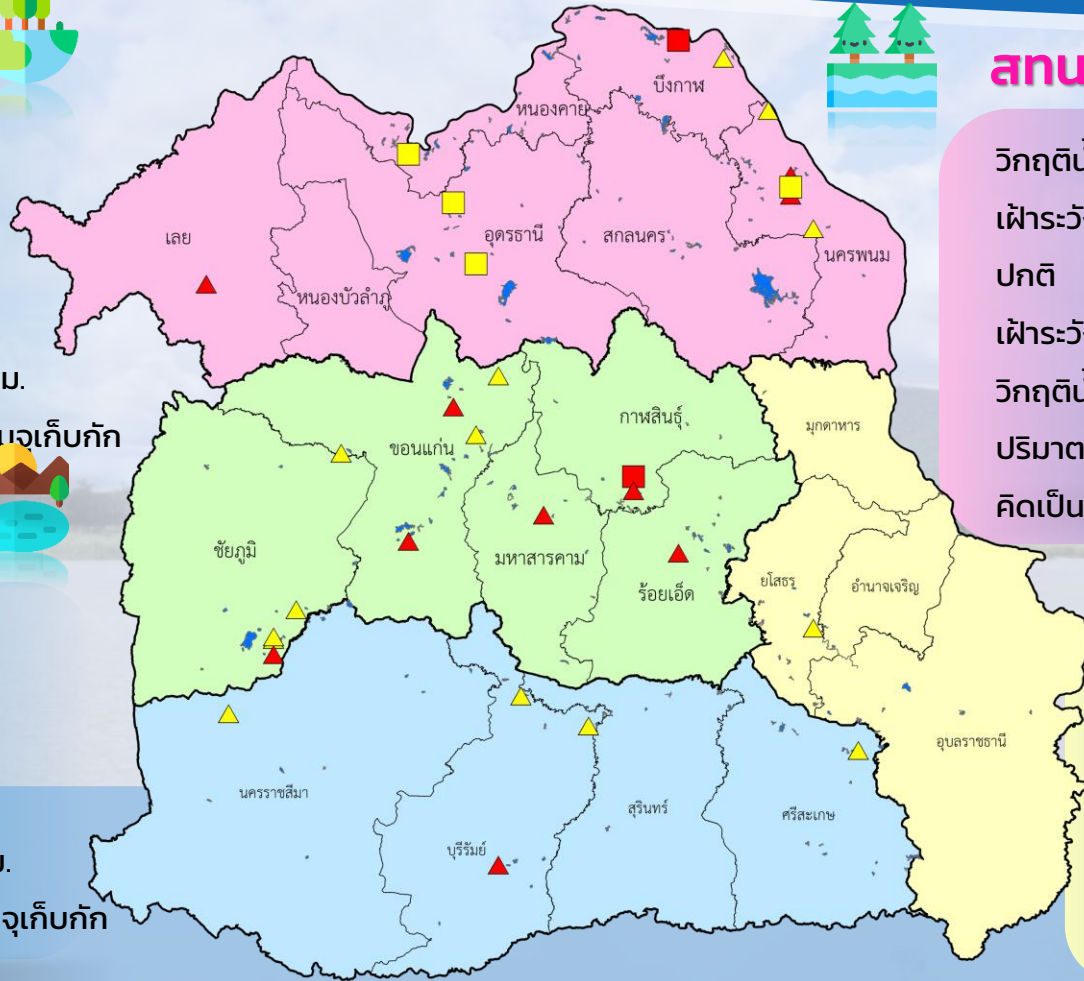 สทน
วิกฤติน้
เฝ้าระวั
ปกติ
เฝ้าระวั
วิกฤติน้
ปริมาต
คิดเป็น
ม.
มจุเก็บกัก
ม.
จุเก็บกัก
บึงกาฬ
หนองคาย
เลย
อุดรธานี
สกลนคร
นครพนม
หนองบัวลำภู
กาฬสินธุ์
มุกดาหาร
ขอนแก่น
ชัยภูมิ
มหาสารคาม
ร้อยเอ็ด
ยโสธร
อำนาจเจริญ
อุบลราชธานี
นครราชสีมา
สุรินทร์
ศรีสะเกษ
บุรีรัมย์